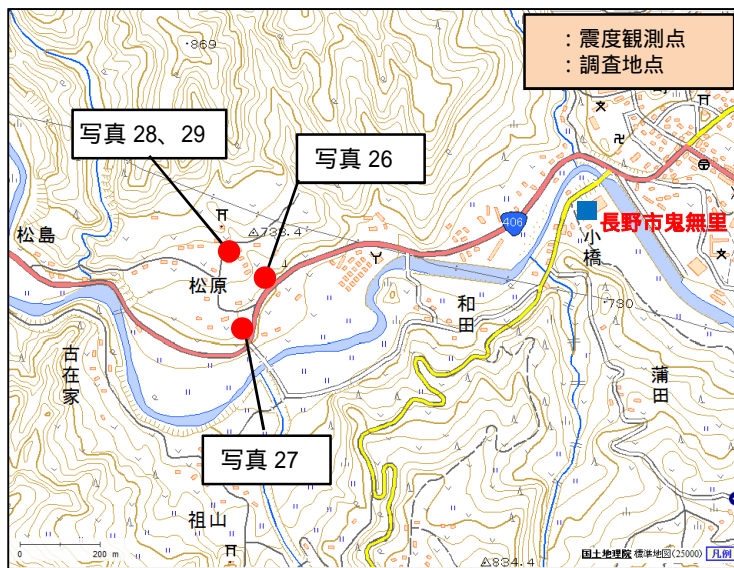 ・869
：震度観測点
：調査地点
写真 28、29
写真 26
738.4
406
長野市鬼無里
松島
松原
小橋
和田
・790
古在家
蒲田
写真 27
祖山
0 200 m
834.4
国土地理院 標準地図(25000) 凡例